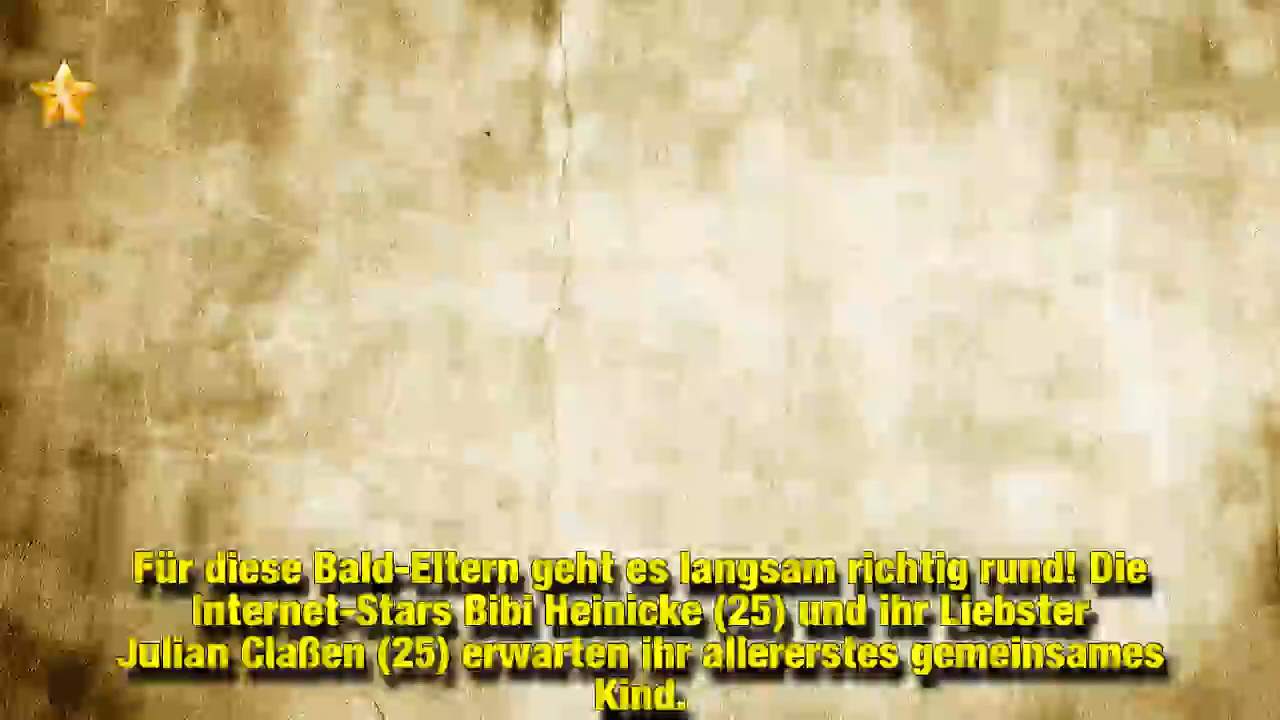 Für diese Bald-Eltern geht es langsam richtig rund! Die
Internet-Stars Bibi Heinicke (25) und ihr Liebster
Julian Claßen (25) erwarten ihr allererstes gemeinsames
Kind.